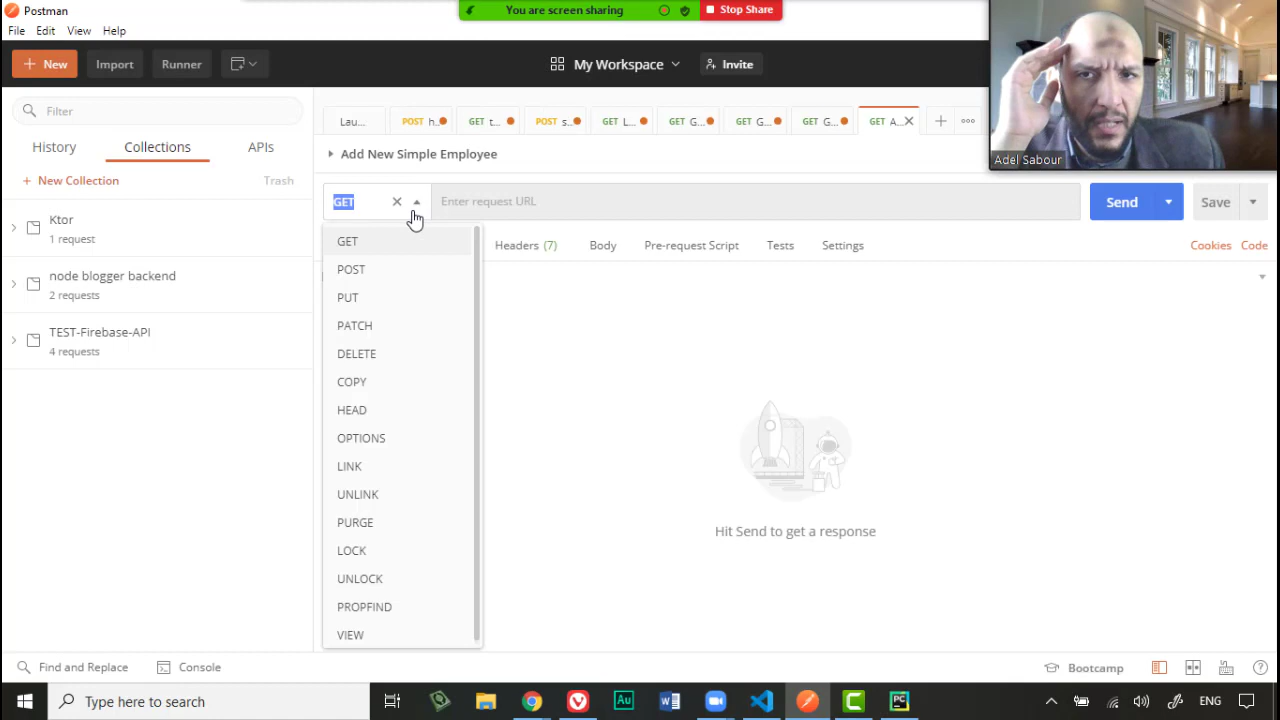 Postman
You are screen sharing
Stop Share
File Edit View Help
New
Import
Runner
My Workspace
Invite
Adel Sabour
Filter
History
Collections
APIs
+ New Collection
Trash
Ktor
1 request
node blogger backend
2 requests
TEST-Firebase-API
4 requests
Lau...
POST h..
GET t...
POST s...
GET L...
GET G...
GET G...
GET G...
GET A...
Add New Simple Employee
GET
Enter request URL
Send
Save
Headers (7)
Body
Pre-request Script
Tests
Settings
Cookies
Code
GET
POST
PUT
PATCH
DELETE
COPY
HEAD
OPTIONS
LINK
UNLINK
PURGE
LOCK
UNLOCK
PROPFIND
VIEW
Hit Send to get a response
Find and Replace
Console
Bootcamp
Type here to search
Au
W
PC
ENG